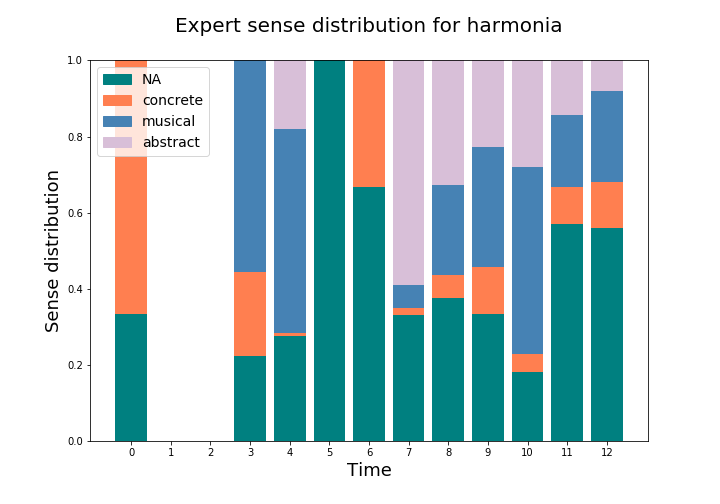 Expert sense distribution for harmonia
1.0
0.8
0.6
0.4
0.2
0.0
Sense distribution
NA
concrete
musical
abstract
0 1 2 3 4 5 6 7 8 9 10 11 12
Time